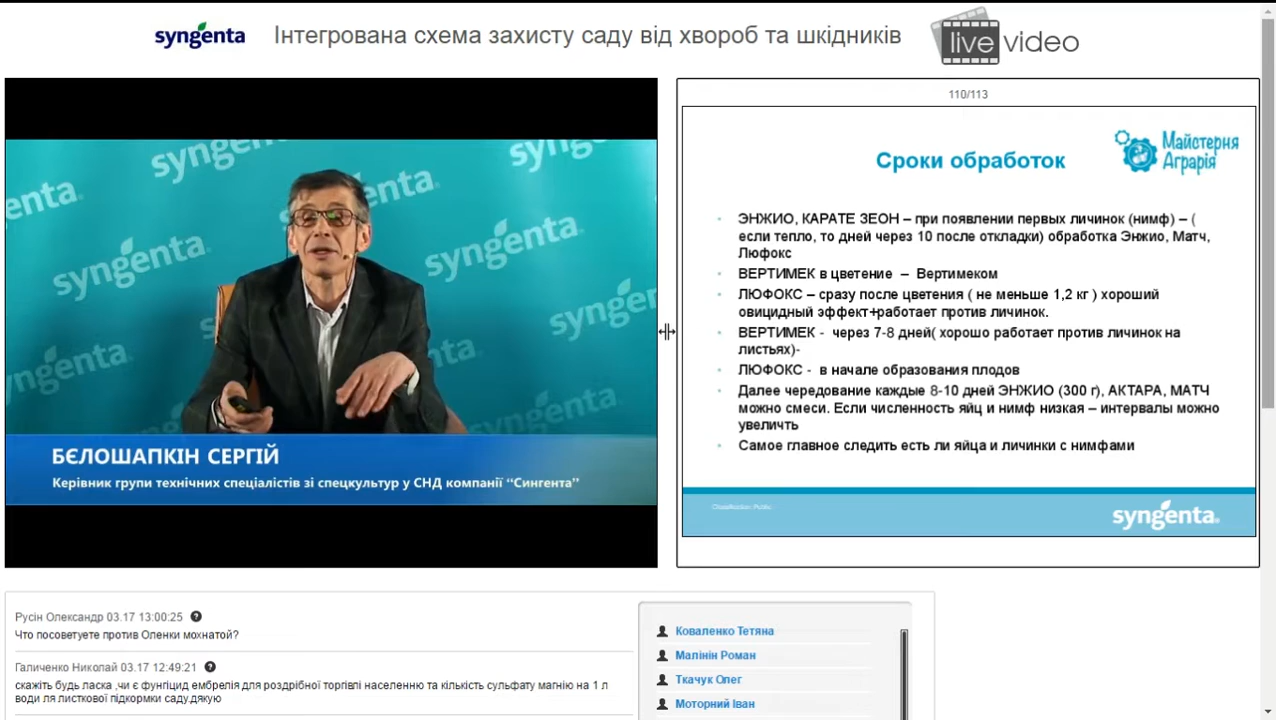 syngenta
Інтегрована схема захисту саду від хвороб та шкідників
live video
110/113
Сроки обработок
Майстерня
Аграрія
ЭНЖИО, КАРАТЕ ЗЕОН – при появлении первых личинок (нимф) – (
если тепло, то дней через 10 после откладки) обработка Энжио, Матч,
Люфокс
ВЕРТИМЕК в цветение – Вертимеком
ЛЮФОКС – сразу после цветения ( не меньше 1,2 кг ) хороший
овицидный эффект+работает против личинок.
ВЕРТИМЕК - через 7-8 дней( хорошо работает против личинок на
листьях)-
ЛЮФОКС - в начале образования плодов
Далее чередование каждые 8-10 дней ЭНЖИО (300 г), АКТАРА, МАТЧ
можно смеси. Если численность яйц и нимф низкая – интервалы можно
увеличть
Самое главное следить есть ли яйца и личинки с нимфами
Classification: Public
syngenta
syngenta
syngenta
syngenta
syngenta
syngenta
БЄЛОШАПКІН СЕРГІЙ
Керівник групи технічних спеціалістів зі спецкультур у СНД компанії “Сингента”
Русін Олександр 03.17 13:00:25
Что посоветуете против Оленки мохнатой?
Галиченко Николай 03.17 12:49:21
скажіть будь ласка ,чи є фунгіцид ембрелія для роздрібної торгівлі населенню та кількість сульфату магнію на 1 л
води ля листкової підкормки саду.дякую
Коваленко Тетяна
Малінін Роман
Ткачук Олег
Моторний Іван